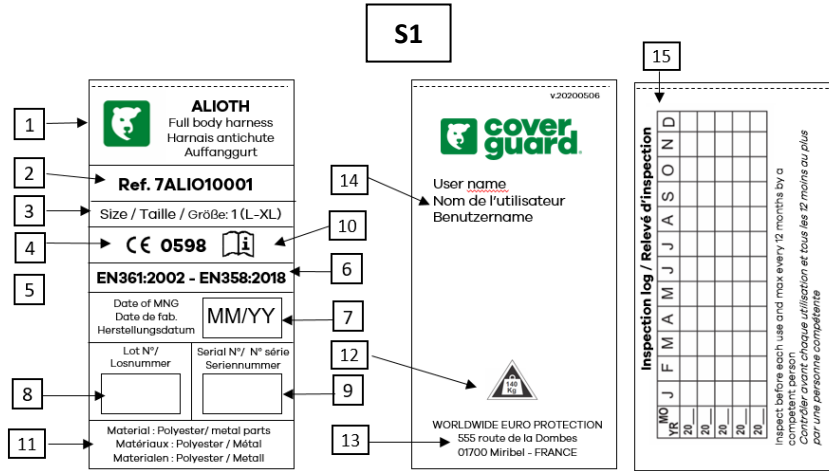 S1
1
ALIOTH
Full body harness
Harnais antichute
Auffanggurt
2
Ref. 7ALIO10001
3
Size / Taille / Größe: 1 (L-XL)
4
CE 0598
i
10
5
EN361:2002 - EN358:2018
6
Date of MNG
Date de fab.
Herstellungsdatum
MM/YY
7
Lot N°/
Losnummer
Serial N°/ N° série
Seriennummer
8
9
11
Material : Polyester/ metal parts
Matériaux : Polyester / Métal
Materialen : Polyester / Metall
v.20200506
cover
guard®
14
User name
Nom de l'utilisateur
Benutzername
12
140
Kg
13
WORLDWIDE EURO PROTECTION
555 route de la Dombes
01700 Miribel - FRANCE
15
Inspection log / Relevé d'inspection
MO J F M A M J J A S O N D
YR
20__
20__
20__
20__
20__
Inspect before each use and max every 12 months by a
competent person
Contrôler avant chaque utilisation et tous les 12 moins au plus
par une personne compétente